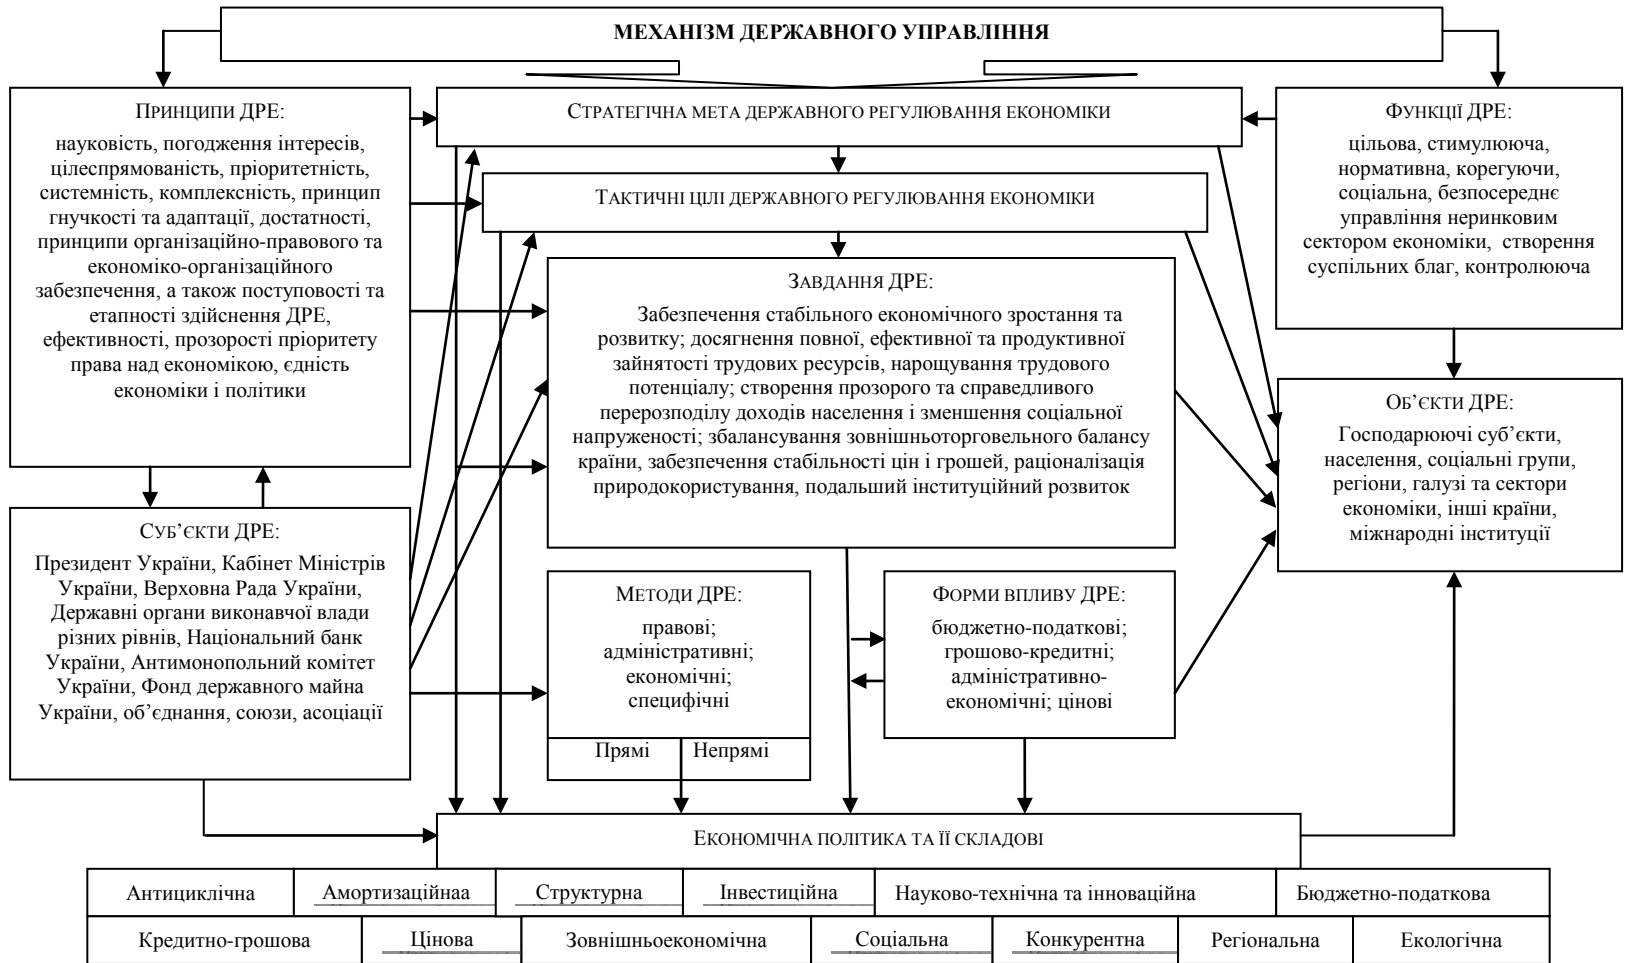 МЕХАНІЗМ ДЕРЖАВНОГО УПРАВЛІННЯ
ПРИНЦИПИ ДРЕ:
науковість, погодження інтересів,
цілеспрямованість, пріоритетність,
системність, комплексність, принцип
гнучкості та адаптації, достатності,
принципи організаційно-правового та
економіко-організаційного
забезпечення, а також поступовості та
етапності здійснення ДРЕ,
ефективності, прозорості пріоритету
права над економікою, єдність
економіки і політики
СТРАТЕГІЧНА МЕТА ДЕРЖАВНОГО РЕГУЛЮВАННЯ ЕКОНОМІКИ
ФУНКЦІЇ ДРЕ:
цільова, стимулююча,
нормативна, корегуючи,
соціальна, безпосереднє
управління неринковим
сектором економіки, створення
суспільних благ, контролююча
ТАКТИЧНІ ЦІЛІ ДЕРЖАВНОГО РЕГУЛЮВАННЯ ЕКОНОМІКИ
ЗАВДАННЯ ДРЕ:
Забезпечення стабільного економічного зростання та
розвитку; досягнення повної, ефективної та продуктивної
зайнятості трудових ресурсів, нарощування трудового
потенціалу; створення прозорого та справедливого
перерозподілу доходів населення і зменшення соціальної
напруженості; збалансування зовнішньоторговельного балансу
країни, забезпечення стабільності цін і грошей, раціоналізація
природокористування, подальший інституційний розвиток
ОБ’ЄКТИ ДРЕ:
Господарюючі суб’єкти,
населення, соціальні групи,
регіони, галузі та сектори
економіки, інші країни,
міжнародні інституції
СУБ’ЄКТИ ДРЕ:
Президент України, Кабінет Міністрів
України, Верховна Рада України,
Державні органи виконавчої влади
різних рівнів, Національний банк
України, Антимонопольний комітет
України, Фонд державного майна
України, об’єднання, союзи, асоціації
МЕТОДИ ДРЕ:
правові;
адміністративні;
економічні;
специфічні
Прямі Непрямі
ФОРМИ ВПЛИВУ ДРЕ:
бюджетно-податкові;
грошово-кредитні;
адміністративно-
економічні; цінові
ЕКОНОМІЧНА ПОЛІТИКА ТА ЇЇ СКЛАДОВІ
Антициклічна Амортизаційнаа Структурна Інвестиційна Науково-технічна та інноваційна Бюджетно-податкова
Кредитно-грошова Цінова Зовнішньоекономічна Соціальна Конкурентна Регіональна Екологічна